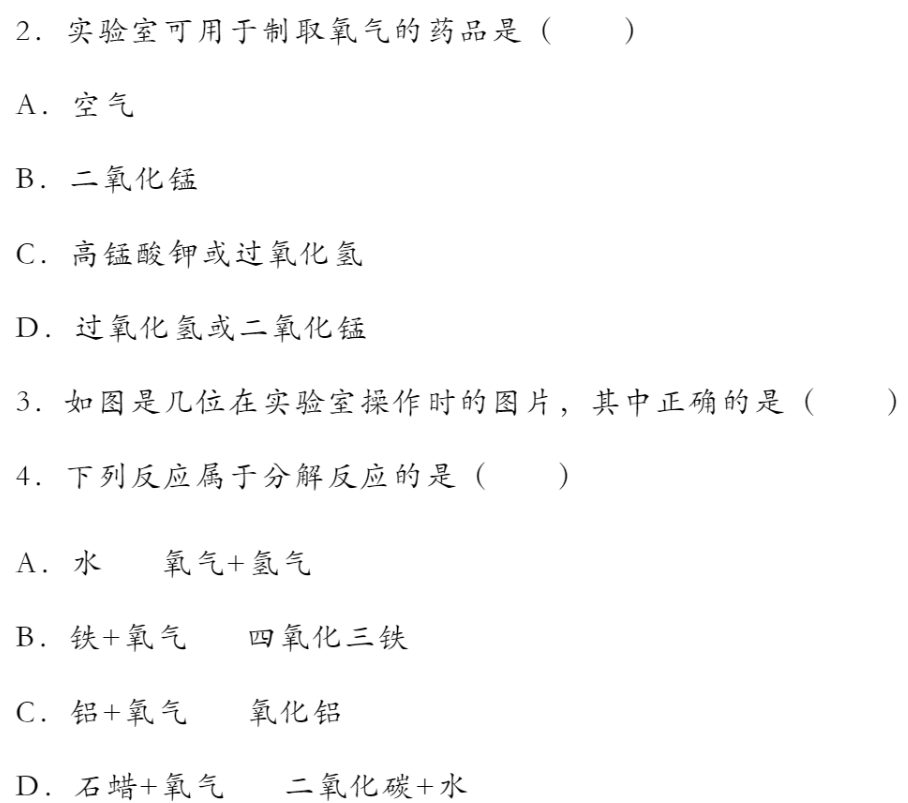 2．实验室可用于制取氧气的药品是（　　）
A．空气
B．二氧化锰
C．高锰酸钾或过氧化氢
D．过氧化氢或二氧化锰
3．如图是几位在实验室操作时的图片，其中正确的是（　　）
4．下列反应属于分解反应的是（　　）
A．水　　氧气+氢气
B．铁+氧气　　四氧化三铁
C．铝+氧气　　氧化铝
D．石蜡+氧气　　二氧化碳+水